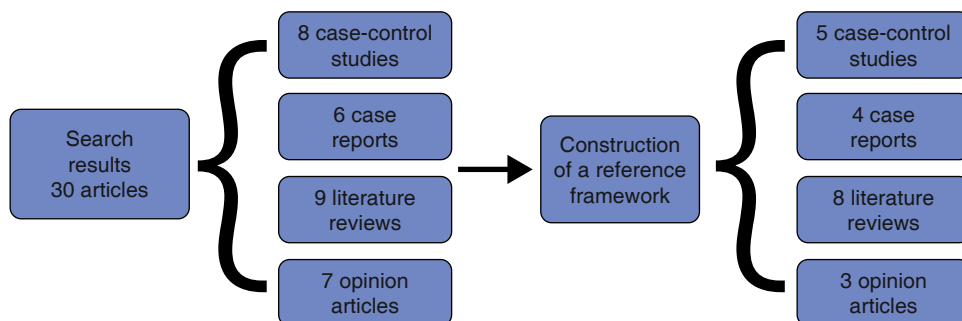 Search
results
30 articles
8 case-control
studies
6 case
reports
9 literature
reviews
7 opinion
articles
Construction
of a reference
framework
5 case-control
studies
4 case
reports
8 literature
reviews
3 opinion
articles